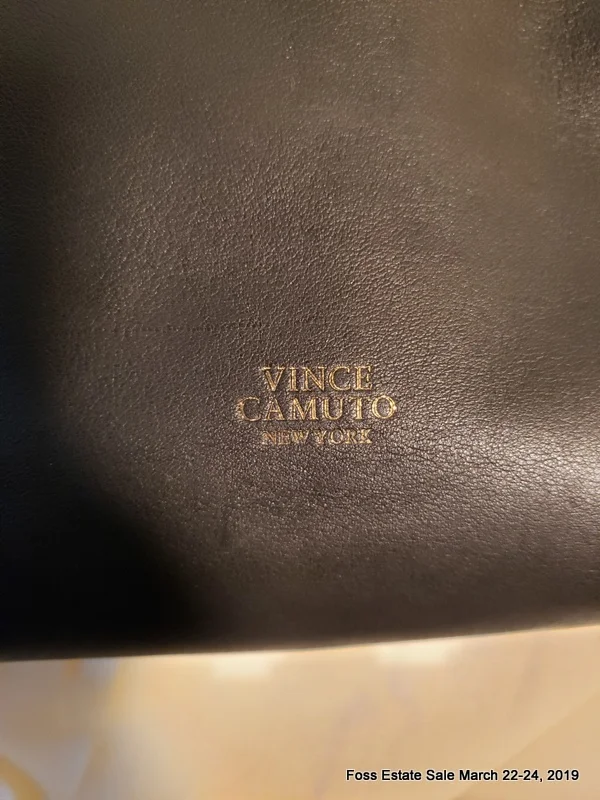 VINCE
CAMUTO
NEW YORK
Foss Estate Sale March 22-24, 2019